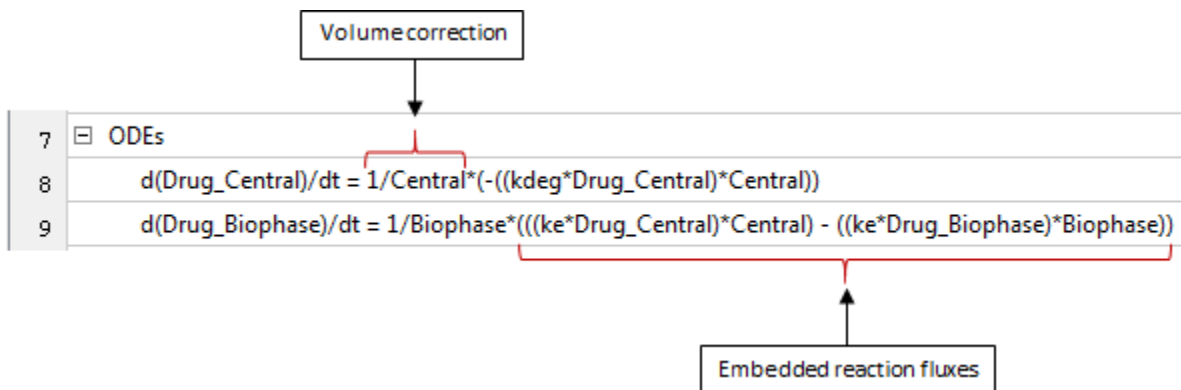 Volume correction
7 ODEs
8 d(Drug_Central)/dt = 1/Central*(-((kdeg*Drug_Central)*Central))
9 d(Drug_Biophase)/dt = 1/Biophase*(((ke*Drug_Central)*Central) - ((ke*Drug_Biophase)*Biophase))
Embedded reaction fluxes